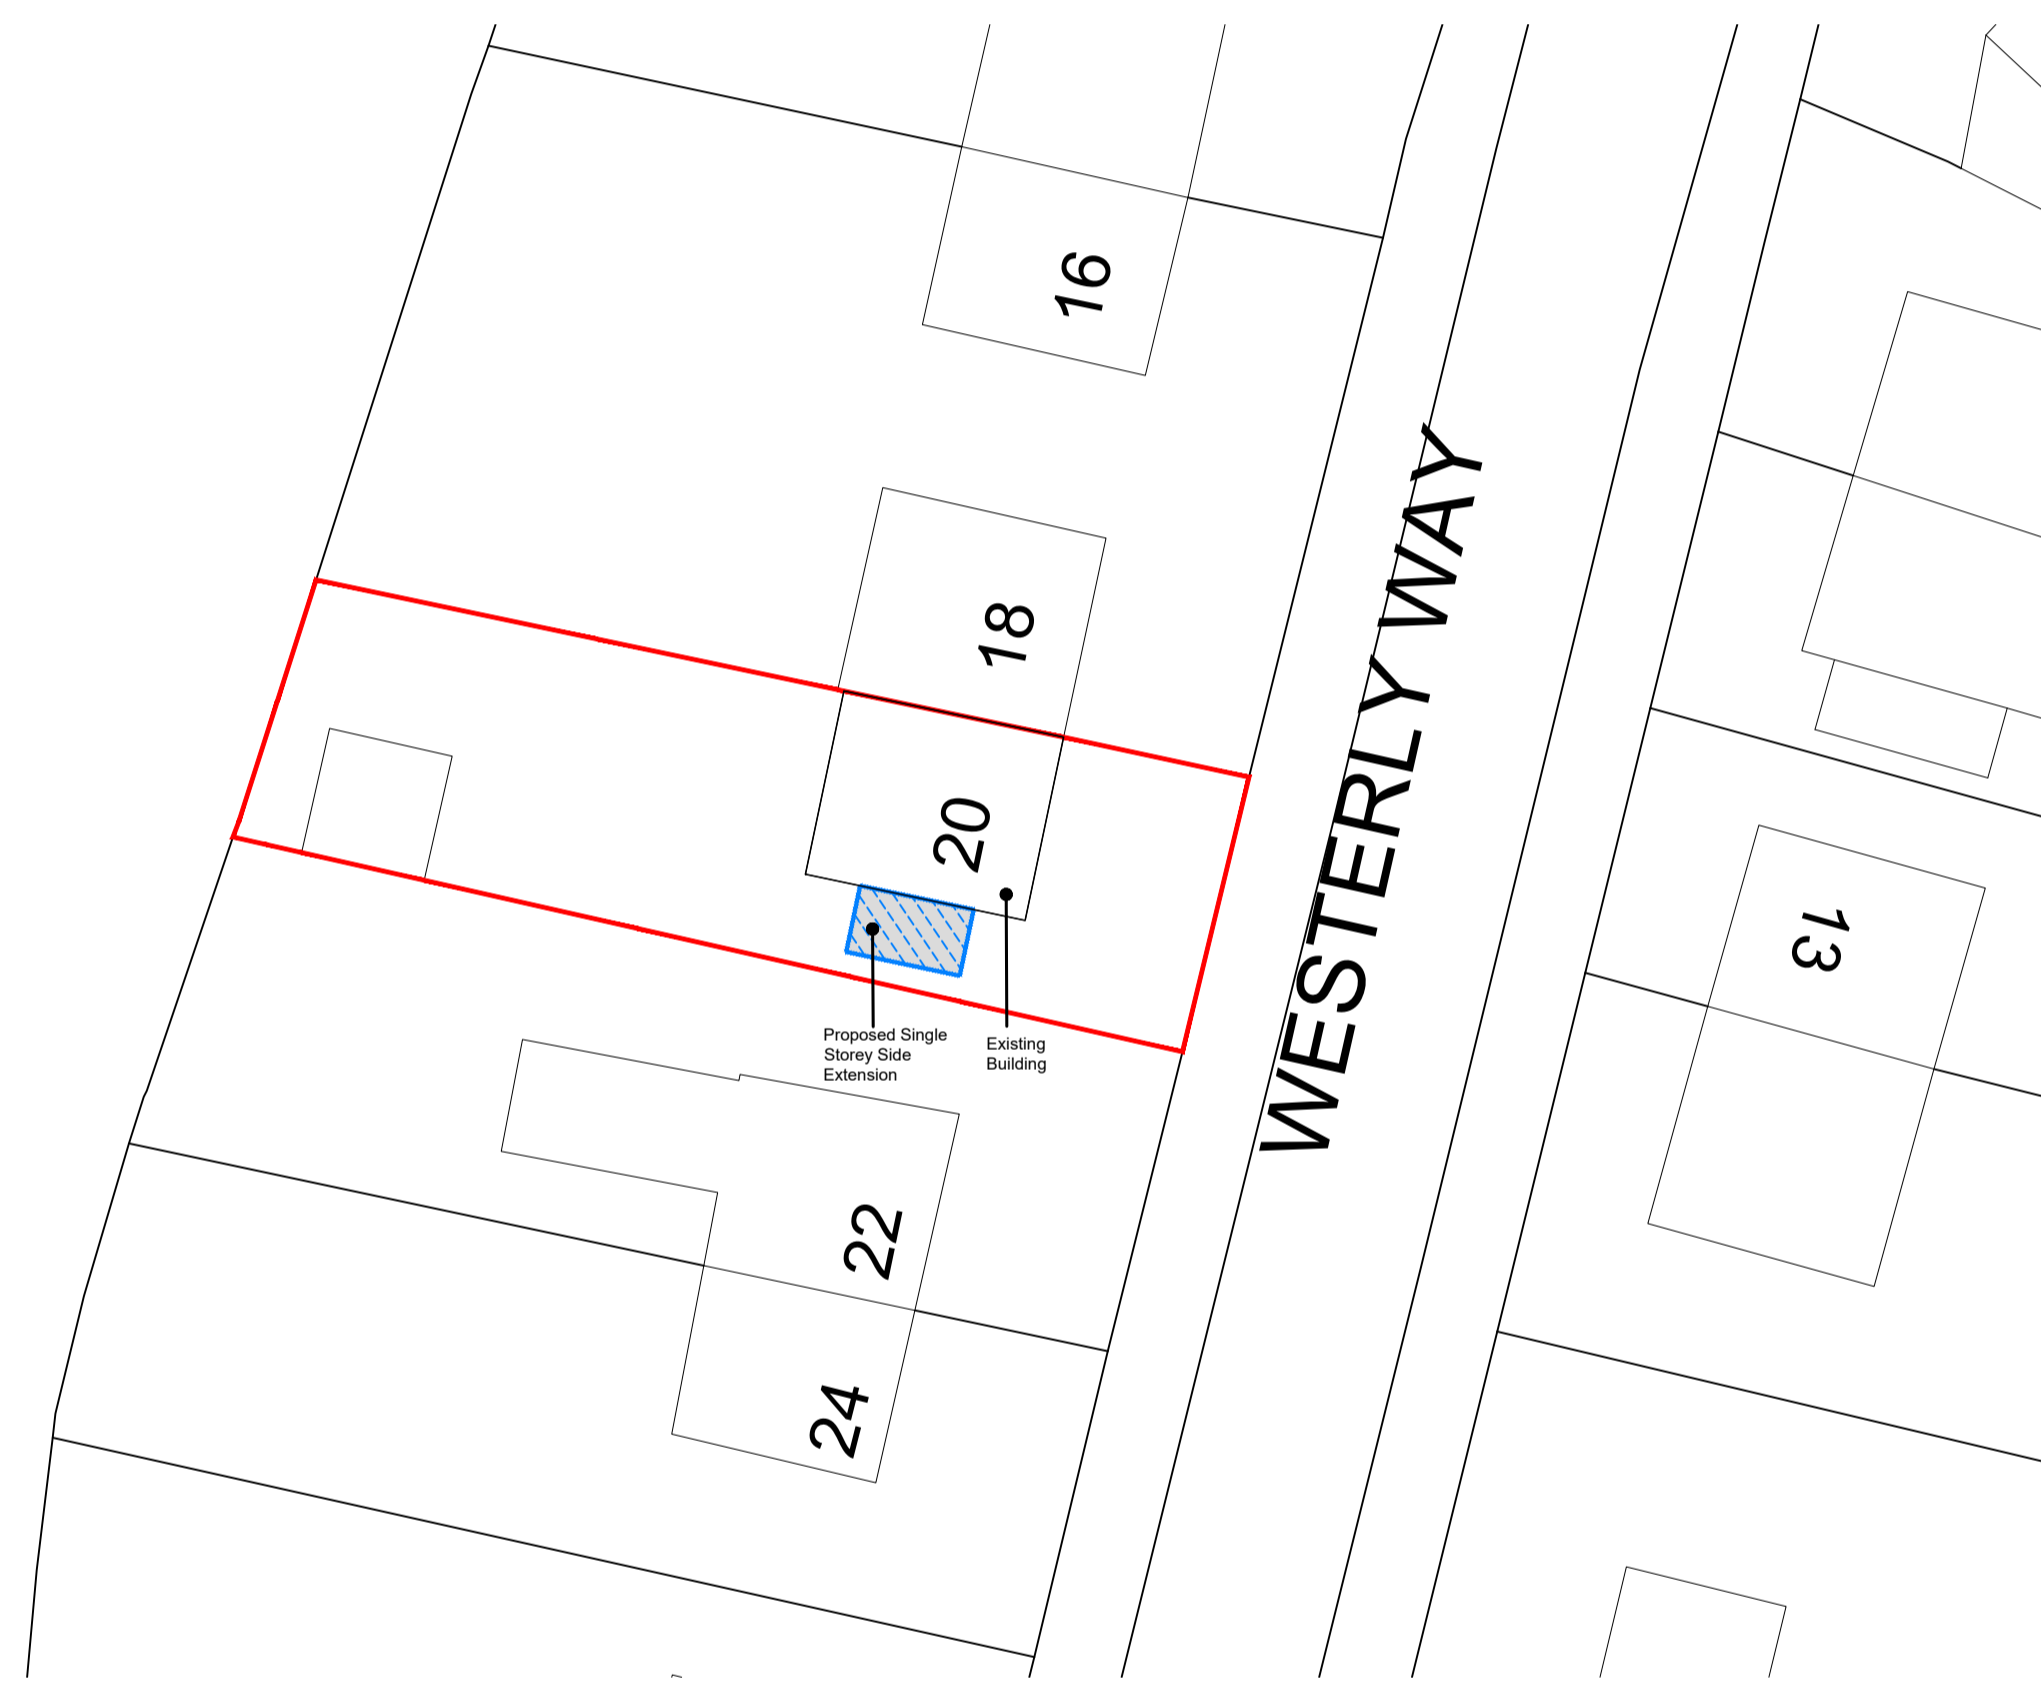 16
18
20
WESTERLY WAY
13
Proposed Single
Storey Side
Extension
Existing
Building
22
24